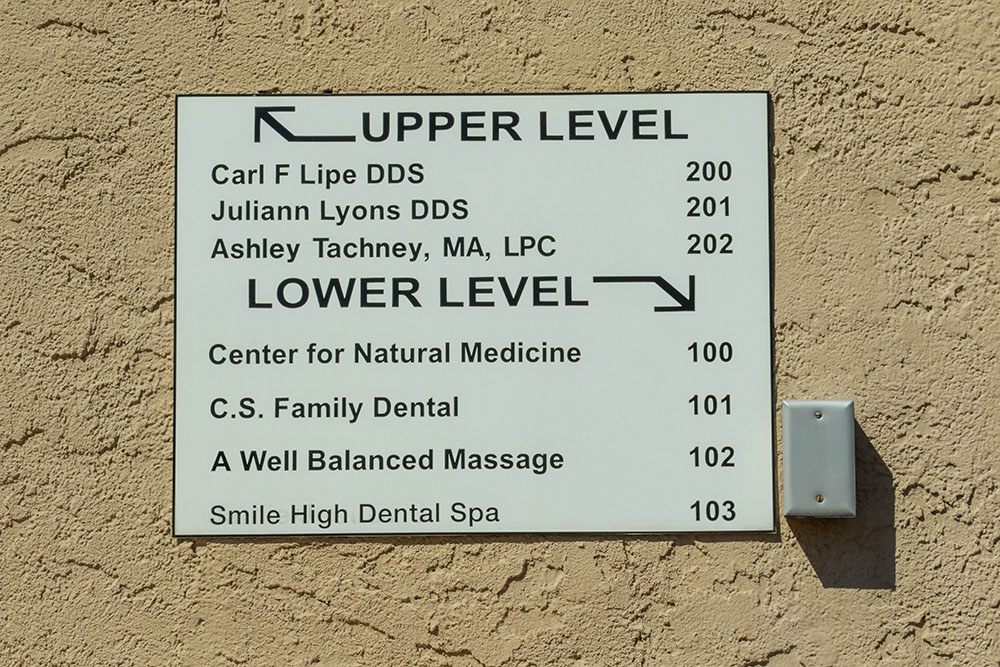 UPPER LEVEL
Carl F Lipe DDS 200
Juliann Lyons DDS 201
Ashley Tachney, MA, LPC 202
LOWER LEVEL
Center for Natural Medicine 100
C.S. Family Dental 101
A Well Balanced Massage 102
Smile High Dental Spa 103